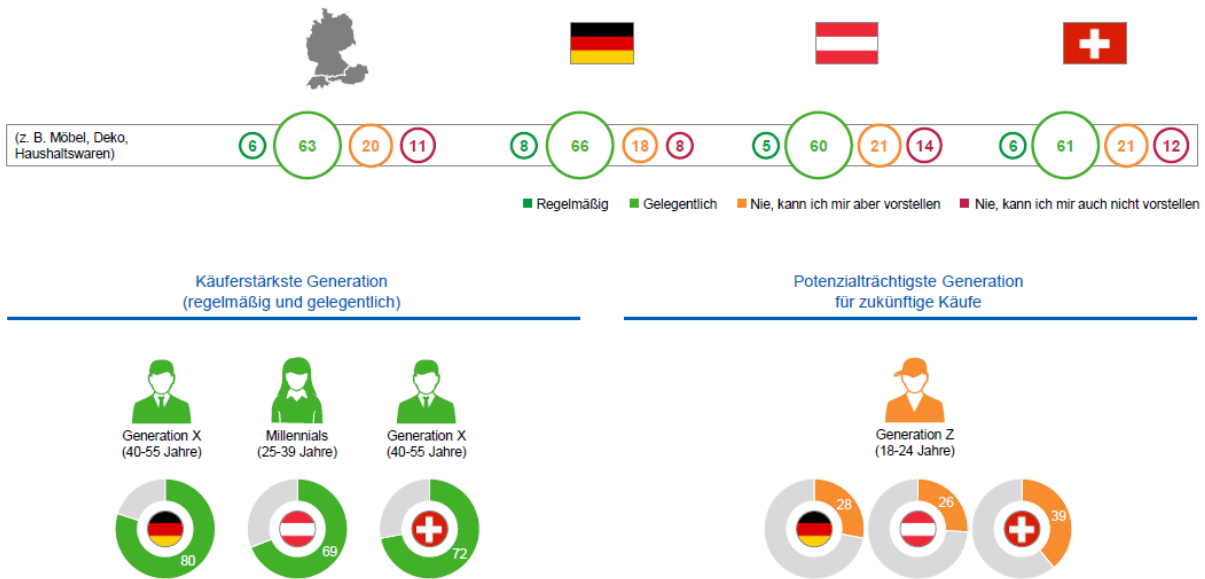 (z. B. Möbel, Deko,
Haushaltswaren)
6 63 20 11 8 66 18 8 5 60 21 14 6 61 21 12
Regelmäßig Gelegentlich Nie, kann ich mir aber vorstellen Nie, kann ich mir auch nicht vorstellen
Käuferstärkste Generation
(regelmäßig und gelegentlich)
Potenzialträchtigste Generation
für zukünftige Käufe
Generation X
(40-55 Jahre)
Millennials
(25-39 Jahre)
Generation X
(40-55 Jahre)
80
69
72
Generation Z
(18-24 Jahre)
28
26
39